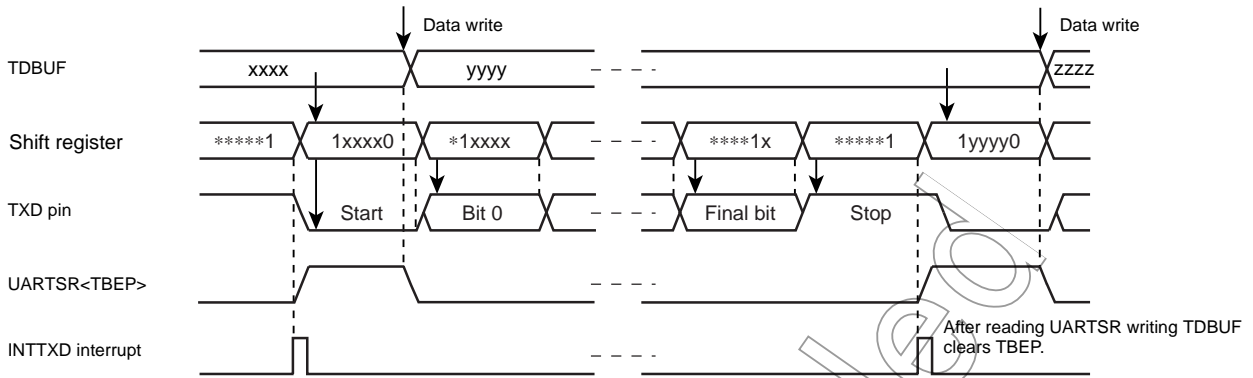 Data write
Data write
TDBUF
xxxx
yyyy
zzzz
Shift register
*****1
1xxxx0
*1xxxx
****1x
*****1
1yyyy0
TXD pin
Start
Bit 0
Final bit
Stop
UARTSR<TBEP>
After reading UARTSR writing TDBUF
clears TBEP.
INTTXD interrupt